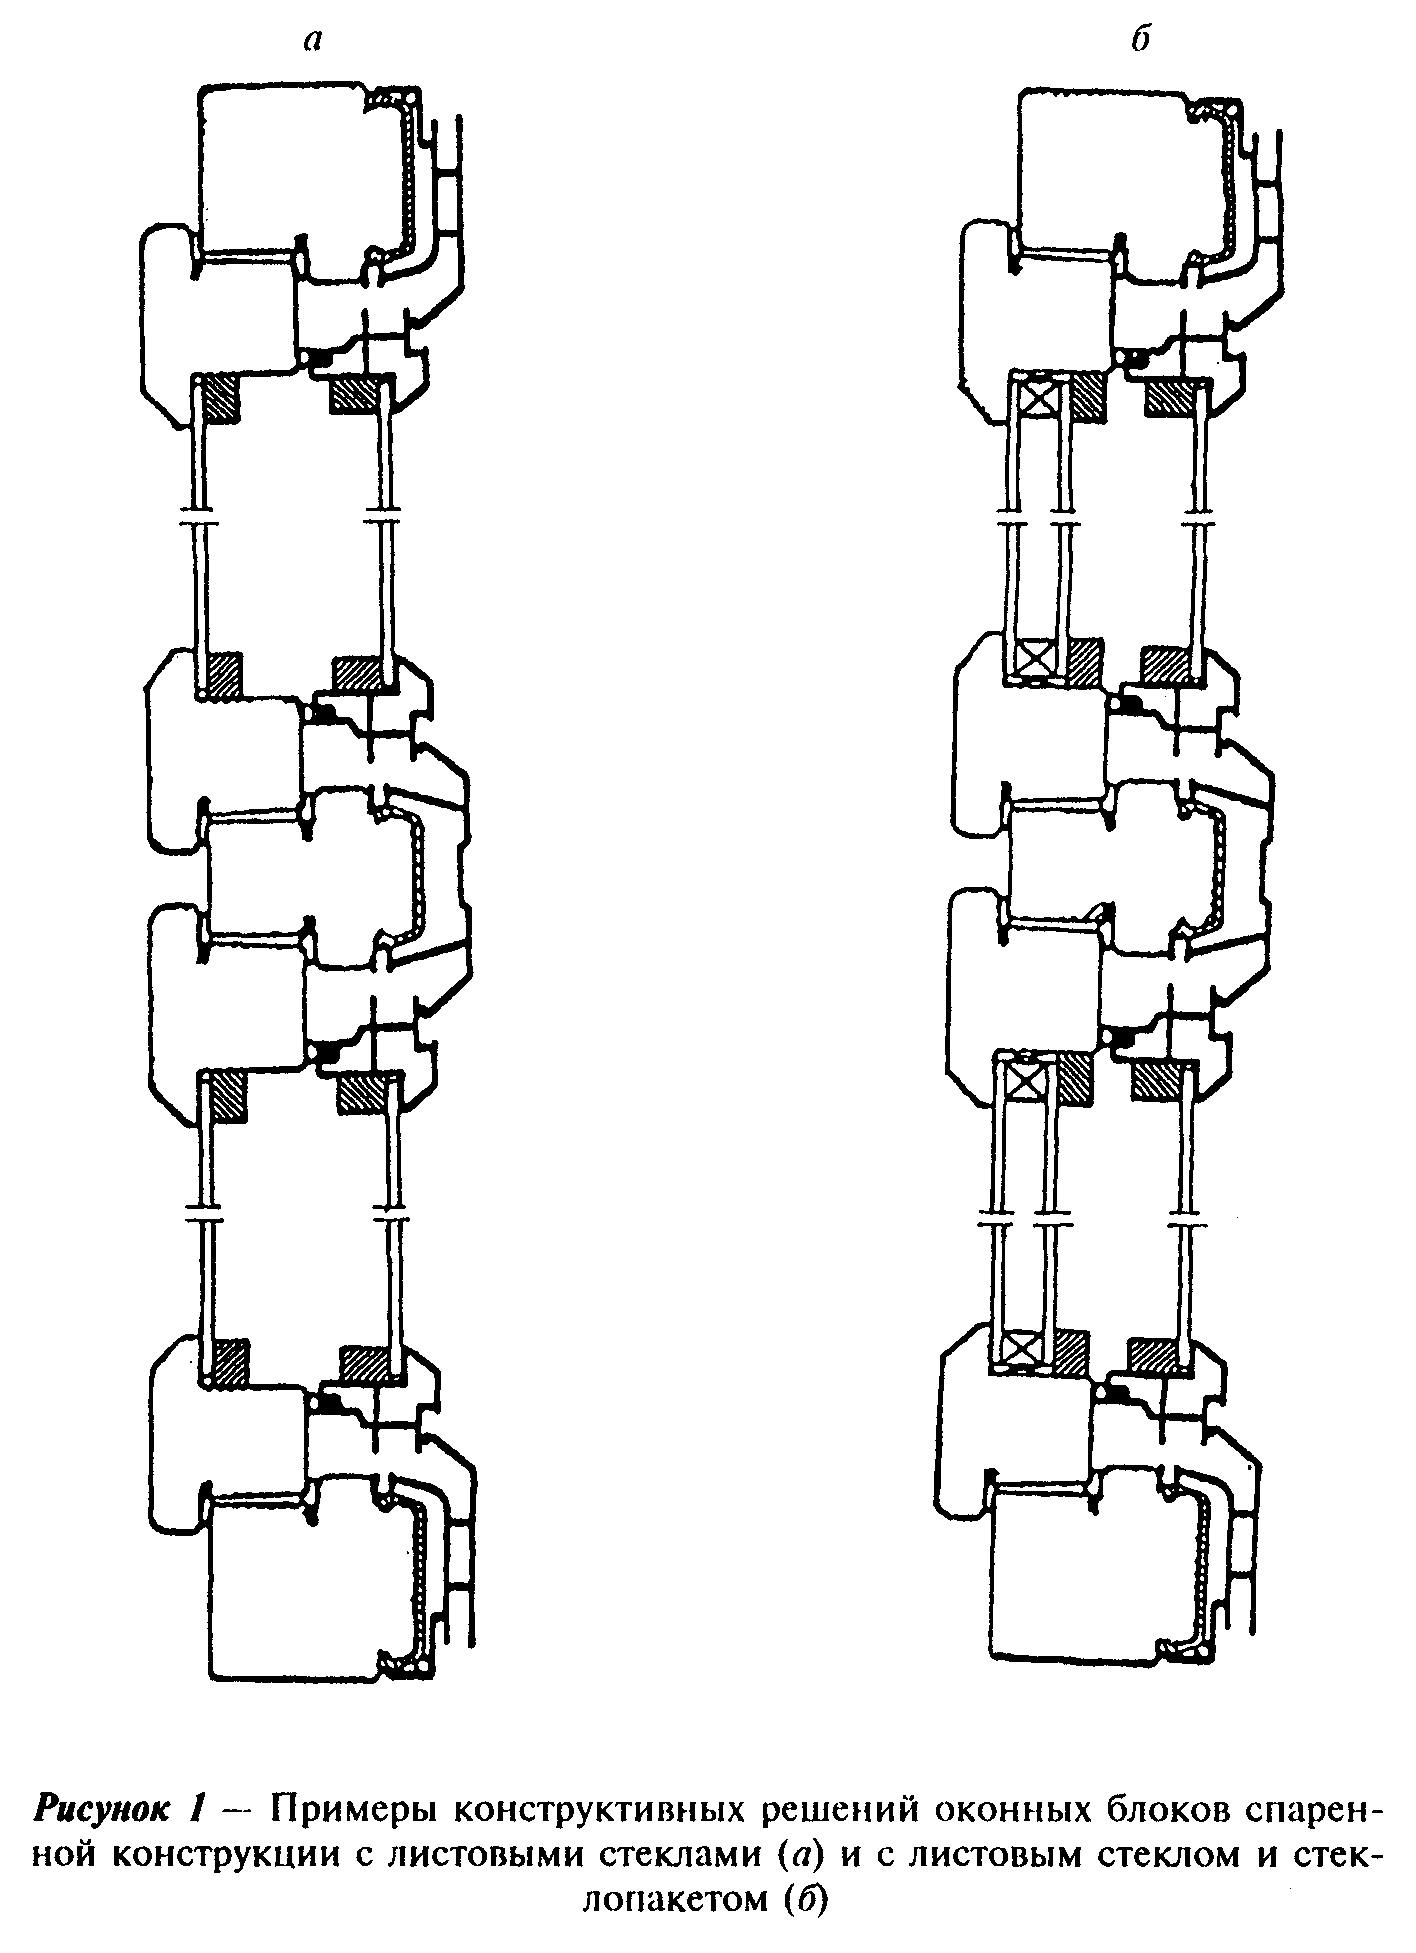 а
б
Рисунок 1 — Примеры конструктивных решений оконных блоков спарен-
ной конструкции с листовыми стеклами (а) и с листовым стеклом и стек-
лопакетом (б)